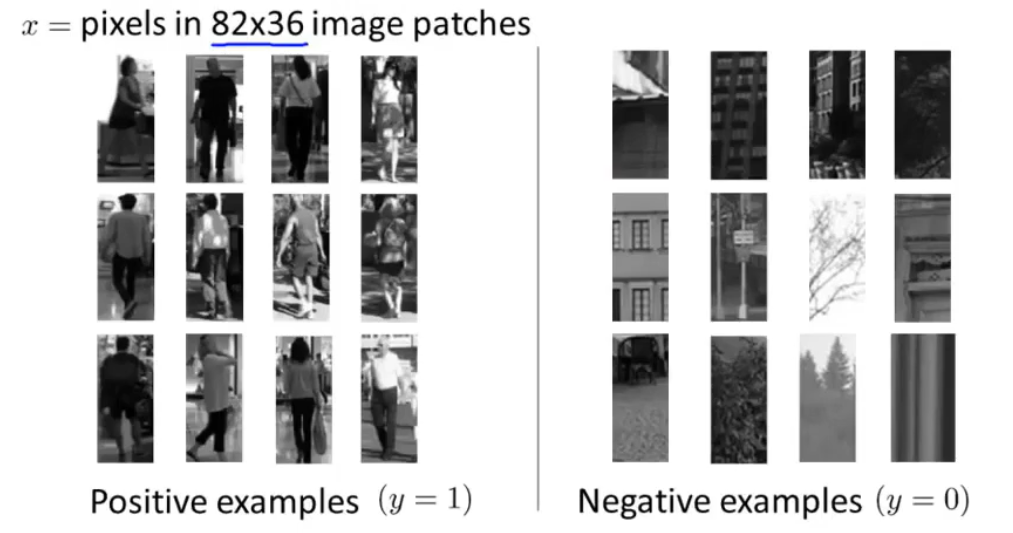 x = pixels in 82x36 image patches
Positive examples (y = 1)
Negative examples (y = 0)